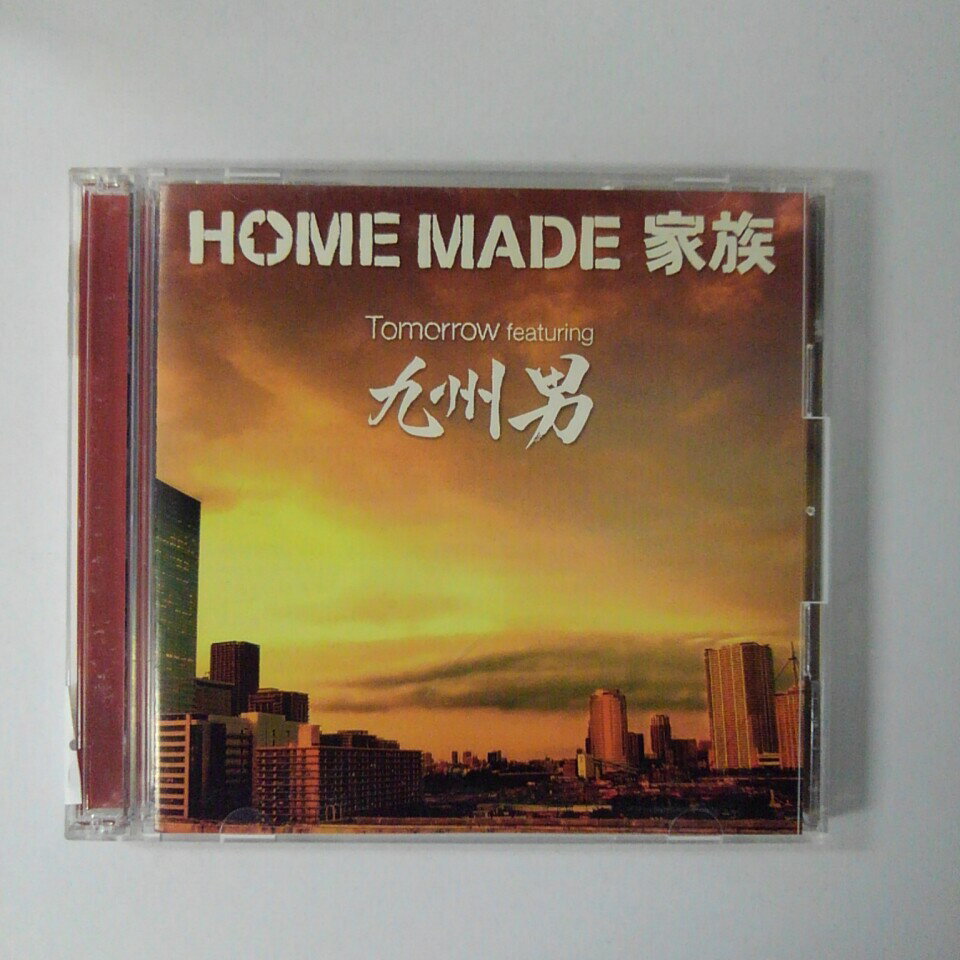 HOME MADE 家族
Tomorrow featuring
九州男